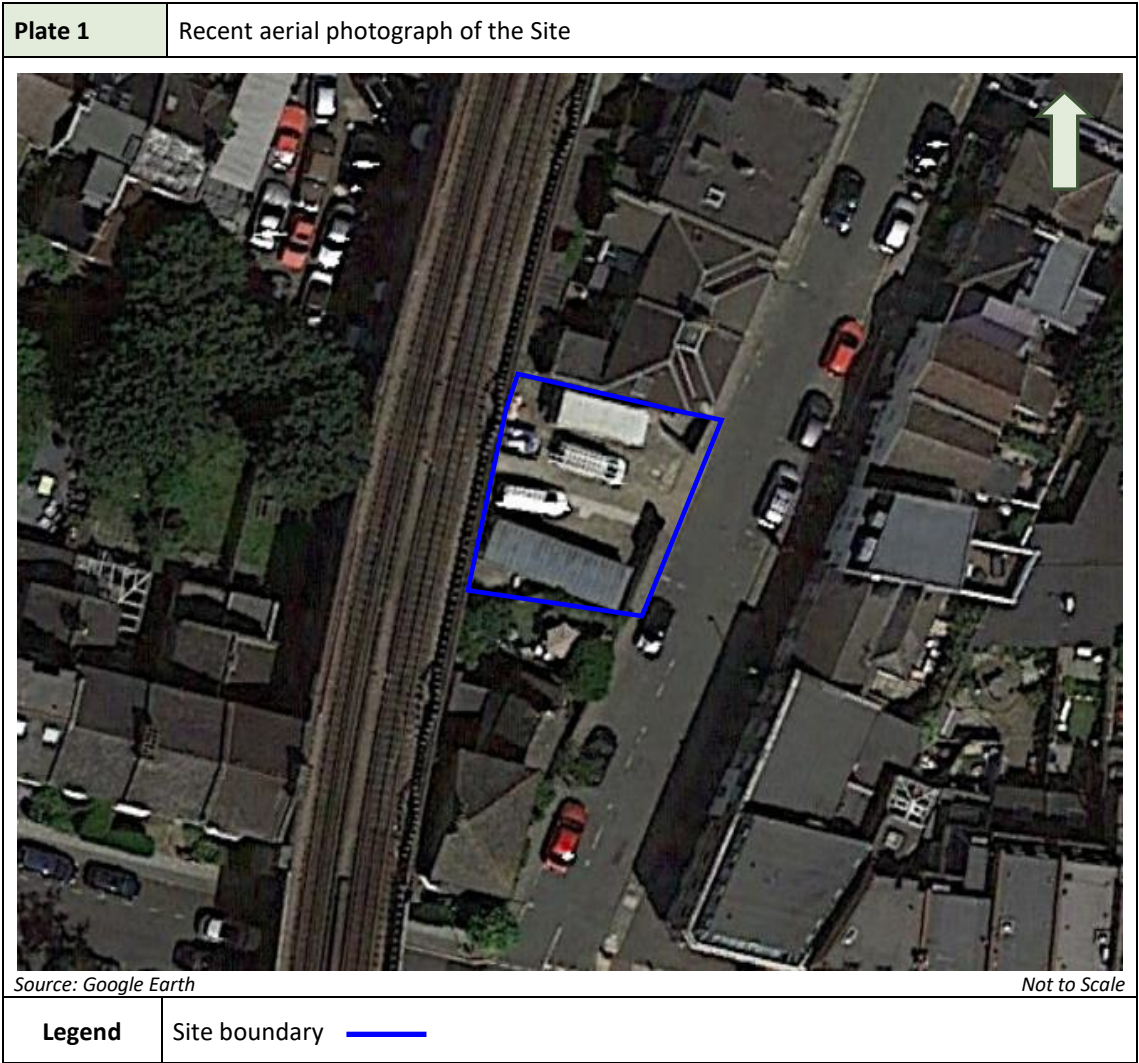 Plate 1
Recent aerial photograph of the Site
Source: Google Earth
Not to Scale
Legend
Site boundary